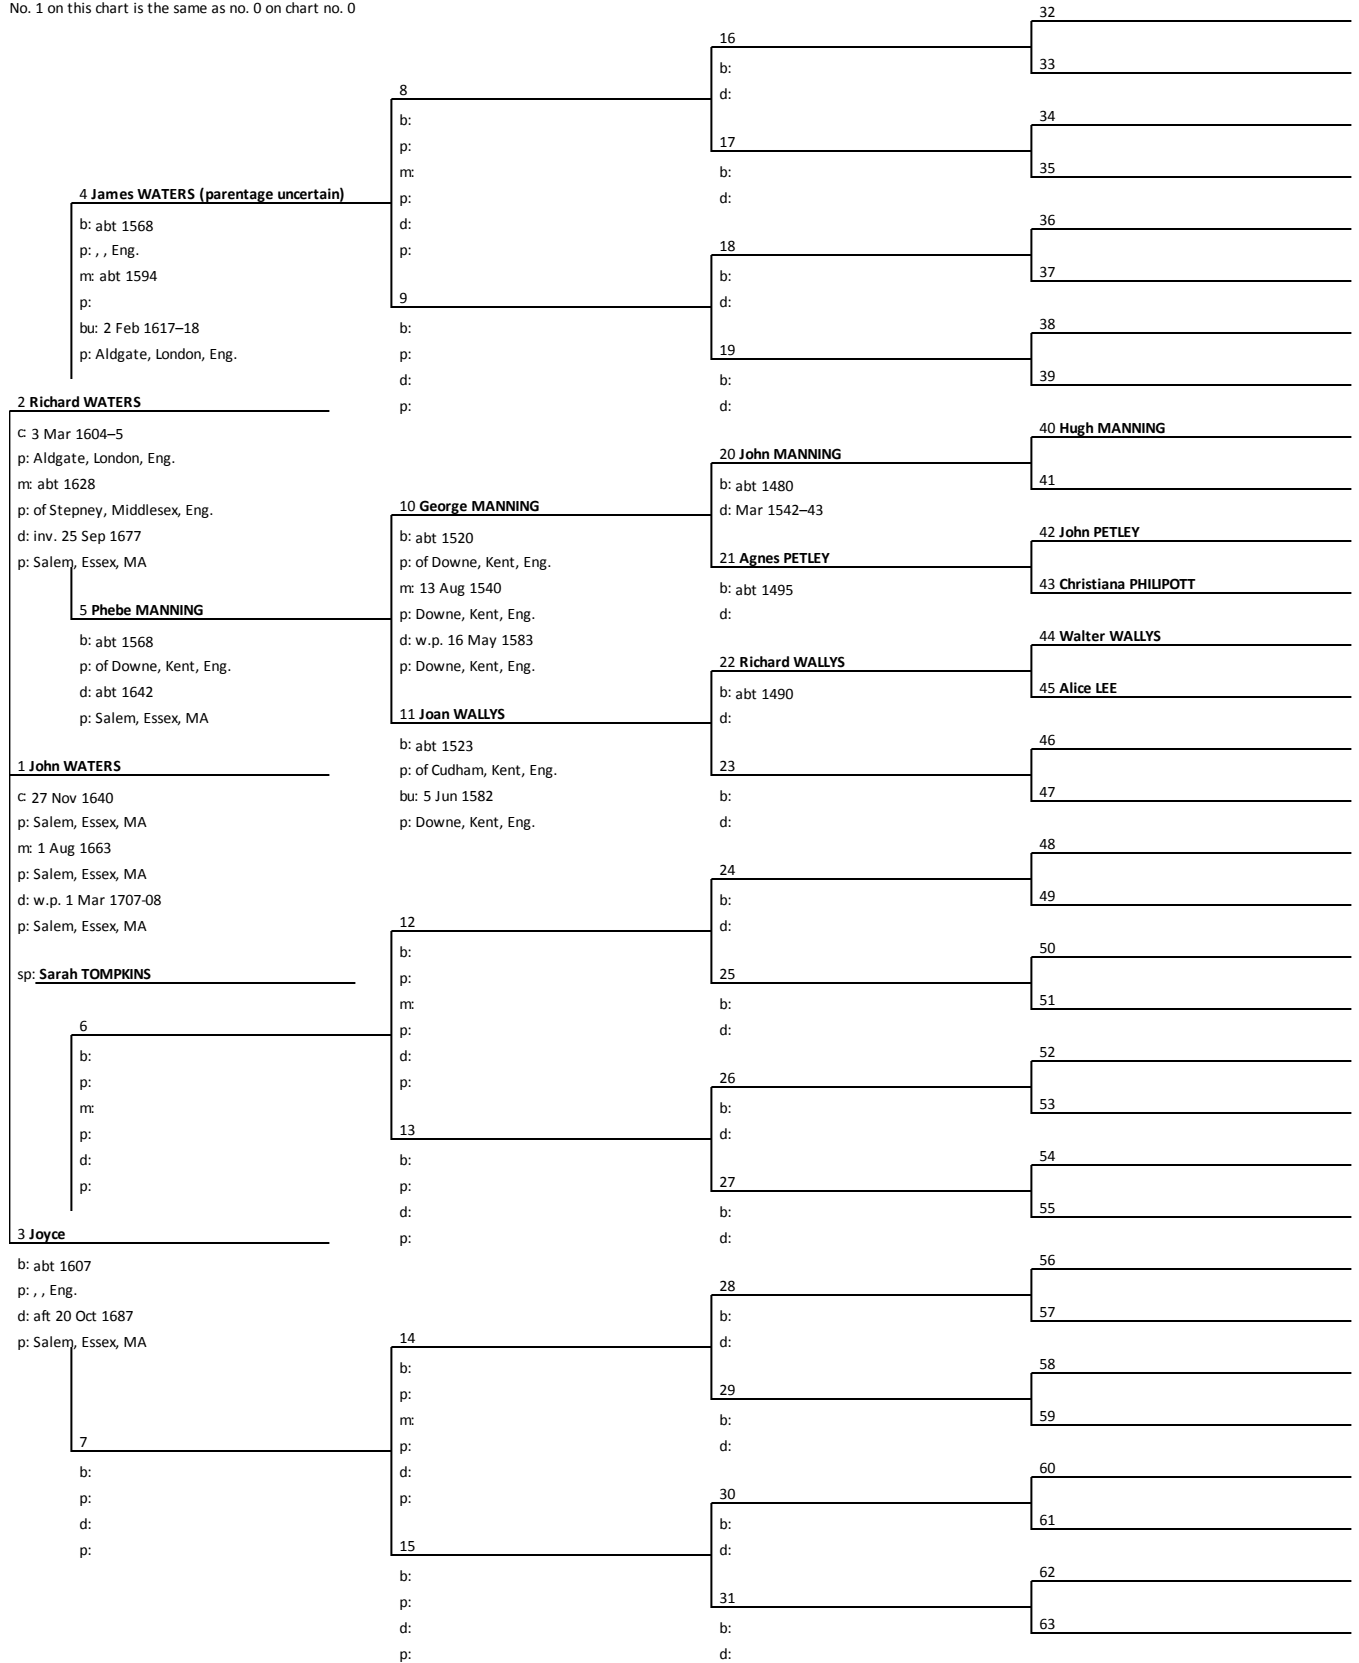 No. 1 on this chart is the same as no. 0 on chart no. 0
4 James WATERS (parentage uncertain)
b: abt 1568
p: , , Eng.
m: abt 1594
p:
bu: 2 Feb 1617–18
p: Aldgate, London, Eng.
2 Richard WATERS
c: 3 Mar 1604–5
p: Aldgate, London, Eng.
m: abt 1628
p: of Stepney, Middlesex, Eng.
d: inv. 25 Sep 1677
p: Salem, Essex, MA
5 Phebe MANNING
b: abt 1568
p: of Downe, Kent, Eng.
d: abt 1642
p: Salem, Essex, MA
1 John WATERS
c: 27 Nov 1640
p: Salem, Essex, MA
m: 1 Aug 1663
p: Salem, Essex, MA
d: w.p. 1 Mar 1707-08
p: Salem, Essex, MA
sp: Sarah TOMPKINS
6
b:
p:
m:
p:
d:
p:
3 Joyce
b: abt 1607
p: , , Eng.
d: aft 20 Oct 1687
p: Salem, Essex, MA
7
b:
p:
d:
p:
8
b:
p:
m:
p:
d:
p:
9
b:
p:
d:
p:
10 George MANNING
b: abt 1520
p: of Downe, Kent, Eng.
m: 13 Aug 1540
p: Downe, Kent, Eng.
d: w.p. 16 May 1583
p: Downe, Kent, Eng.
11 Joan WALLYS
b: abt 1523
p: of Cudham, Kent, Eng.
bu: 5 Jun 1582
p: Downe, Kent, Eng.
12
b:
p:
m:
p:
d:
p:
13
b:
p:
d:
p:
14
b:
p:
m:
p:
d:
p:
15
b:
p:
d:
p:
16
b:
d:
17
b:
d:
18
b:
d:
19
b:
d:
20 John MANNING
b: abt 1480
d: Mar 1542–43
21 Agnes PETLEY
b: abt 1495
d:
22 Richard WALLYS
b: abt 1490
d:
23
b:
d:
24
b:
d:
25
b:
d:
26
b:
d:
27
b:
d:
28
b:
d:
29
b:
d:
30
b:
d:
31
b:
d:
32
33
34
35
36
37
38
39
40 Hugh MANNING
41
42 John PETLEY
43 Christiana PHILIPOTT
44 Walter WALLYS
45 Alice LEE
46
47
48
49
50
51
52
53
54
55
56
57
58
59
60
61
62
63